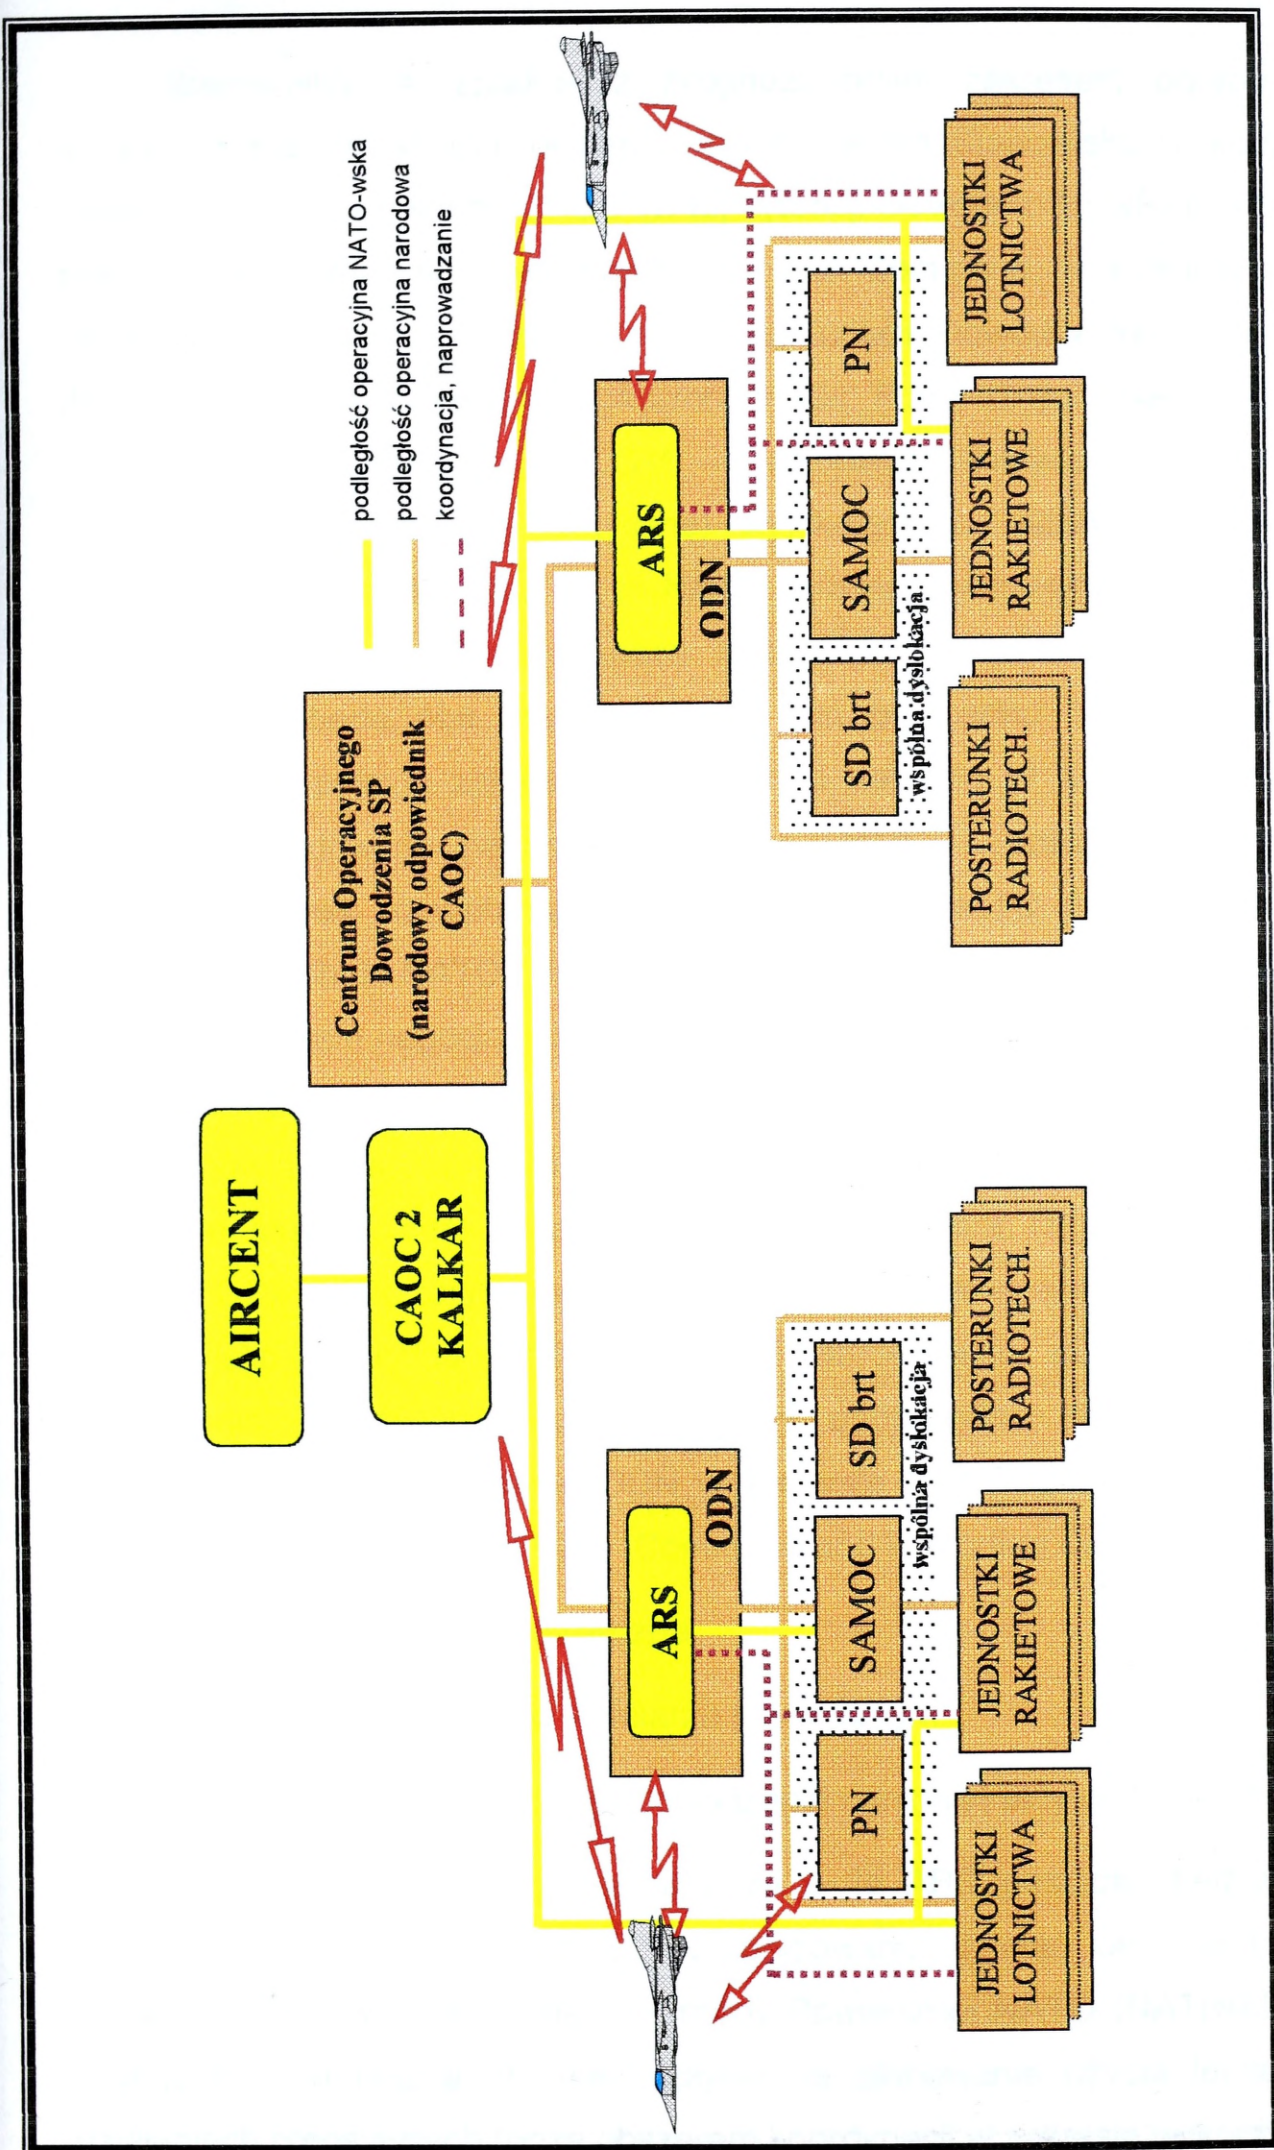 AIRCENT
CAOC 2
KALKAR
Centrum Operacyjnego
Dowodzenia SP
(narodowy odpowiednik
CAOC)
podległość operacyjna NATO-wska
podległość operacyjna narodowa
koordynacja, naprowadzanie
ARS
ODN
ARS
ODN
PN
SAMOC
SD brt
wspólna dyslokacja
SD brt
SAMOC
PN
wspólna dyslokacja
JEDNOSTKI
LOTNICTWA
JEDNOSTKI
RAKIETOWE
POSTERUNKI
RADIOTECH.
POSTERUNKI
RADIOTECH.
JEDNOSTKI
RAKIETOWE
JEDNOSTKI
LOTNICTWA